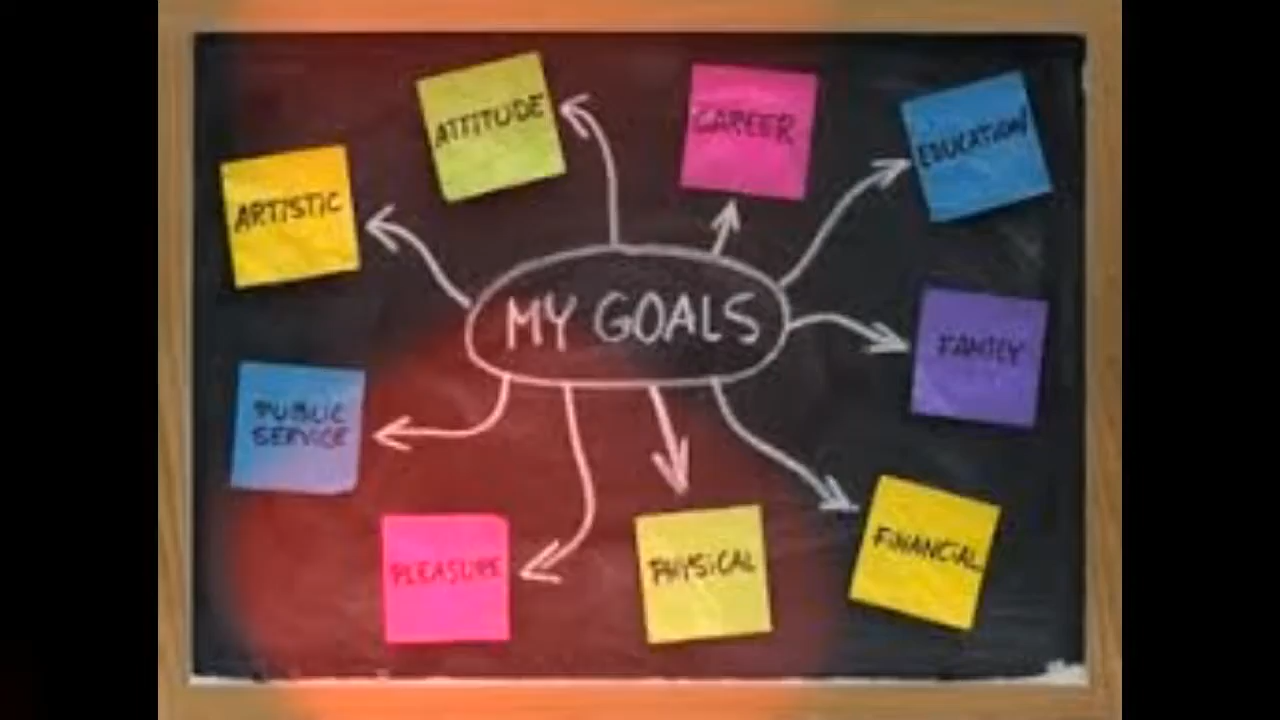 ATTITUDE
CAREER
EDUCATION
ARTISTIC
MY GOALS
FAMILY
PUBLIC
SERVICE
PLEASURE
PHYSICAL
FINANCIAL